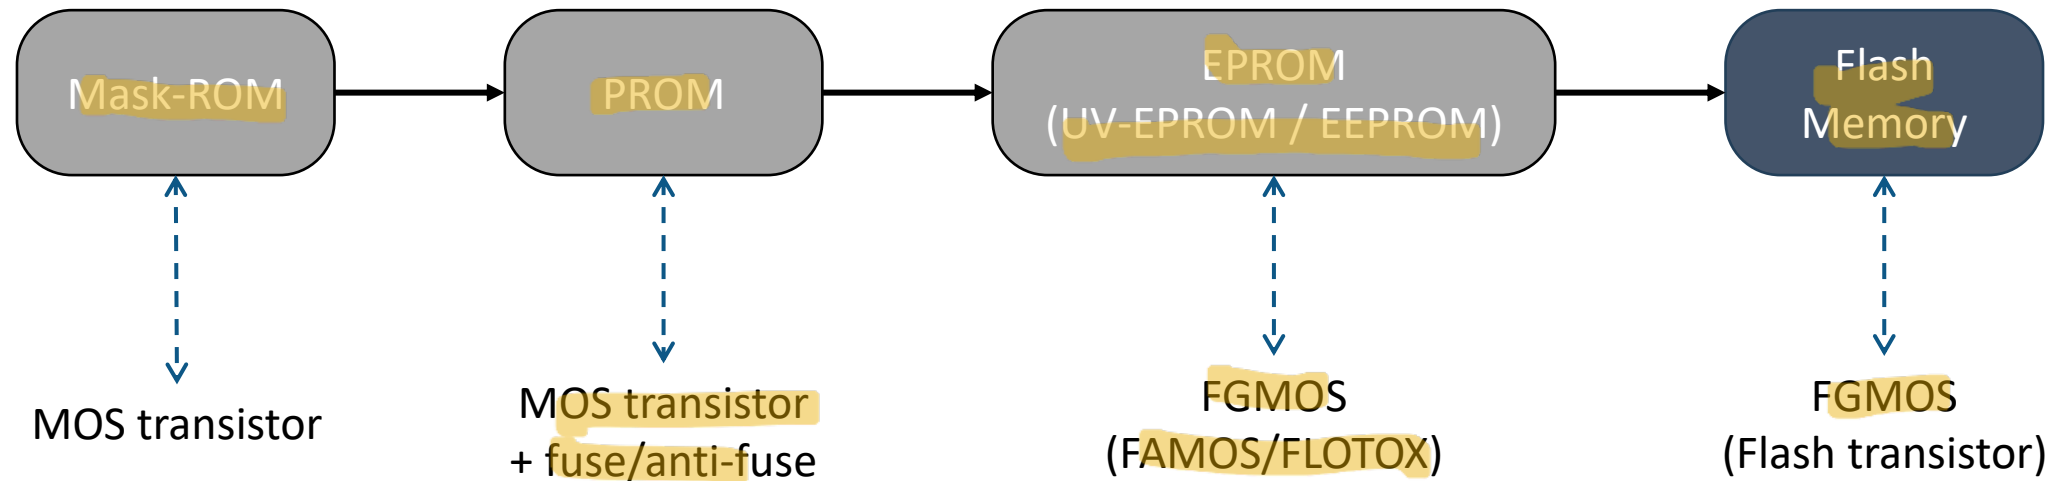 Mask-ROM
PROM
EPROM
(UV-EPROM / EEPROM)
Flash
Memory
MOS transistor
MOS transistor
+ fuse/anti-fuse
FGMOS
(FAMOS/FLOTOX)
FGMOS
(Flash transistor)